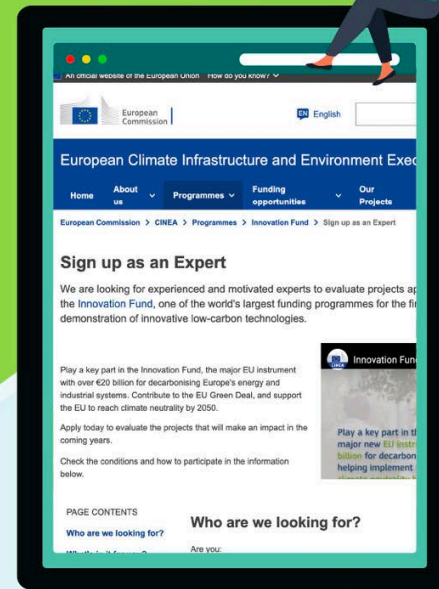 An official website of the European Union How do you know?
European
Commission
EN English
European Climate Infrastructure and Environment Exec
Home
About
us
Programmes
Funding
opportunities
Our
Projects
European Commission > CINEA > Programmes > Innovation Fund > Sign up as an Expert
Sign up as an Expert
We are looking for experienced and motivated experts to evaluate projects ap
the Innovation Fund, one of the world's largest funding programmes for the fi
demonstration of innovative low-carbon technologies.
Play a key part in the Innovation Fund, the major EU instrument
with over €20 billion for decarbonising Europe's energy and
industrial systems. Contribute to the EU Green Deal, and support
the EU to reach climate neutrality by 2050.
Apply today to evaluate the projects that will make an impact in the
coming years.
Check the conditions and how to participate in the information
below.
Innovation Fun
Play a key part in th
major new EU instr
billion for decarbon
helping implement
climate neutrality b
PAGE CONTENTS
Who are we looking for?
What's in it for you?
Who are we looking for?
Are you: